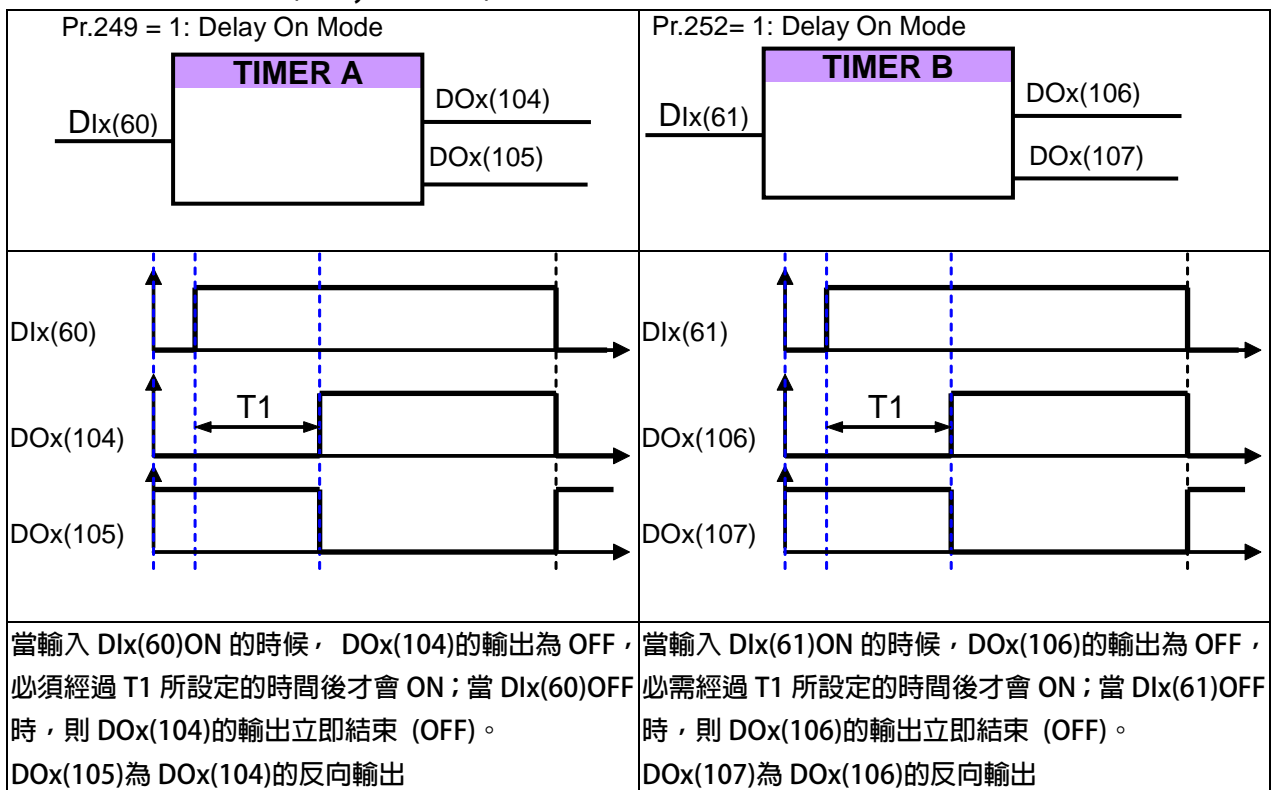 Pr.249 = 1: Delay On Mode
TIMER A
DIx(60)
DOx(104)
DOx(105)
Pr.252= 1: Delay On Mode
TIMER B
DIx(61)
DOx(106)
DOx(107)
DIx(60)
T1
DOx(104)
DOx(105)
DIx(61)
T1
DOx(106)
DOx(107)
當輸入 DIx(60)ON 的時候， DOx(104)的輸出為 OFF，
必須經過 T1 所設定的時間後才會 ON；當 DIx(60)OFF
時，則 DOx(104)的輸出立即結束 (OFF)。
DOx(105)為 DOx(104)的反向輸出
當輸入 DIx(61)ON 的時候，DOx(106)的輸出為 OFF，
必需經過 T1 所設定的時間後才會 ON；當 DIx(61)OFF
時，則 DOx(106)的輸出立即結束 (OFF)。
DOx(107)為 DOx(106)的反向輸出